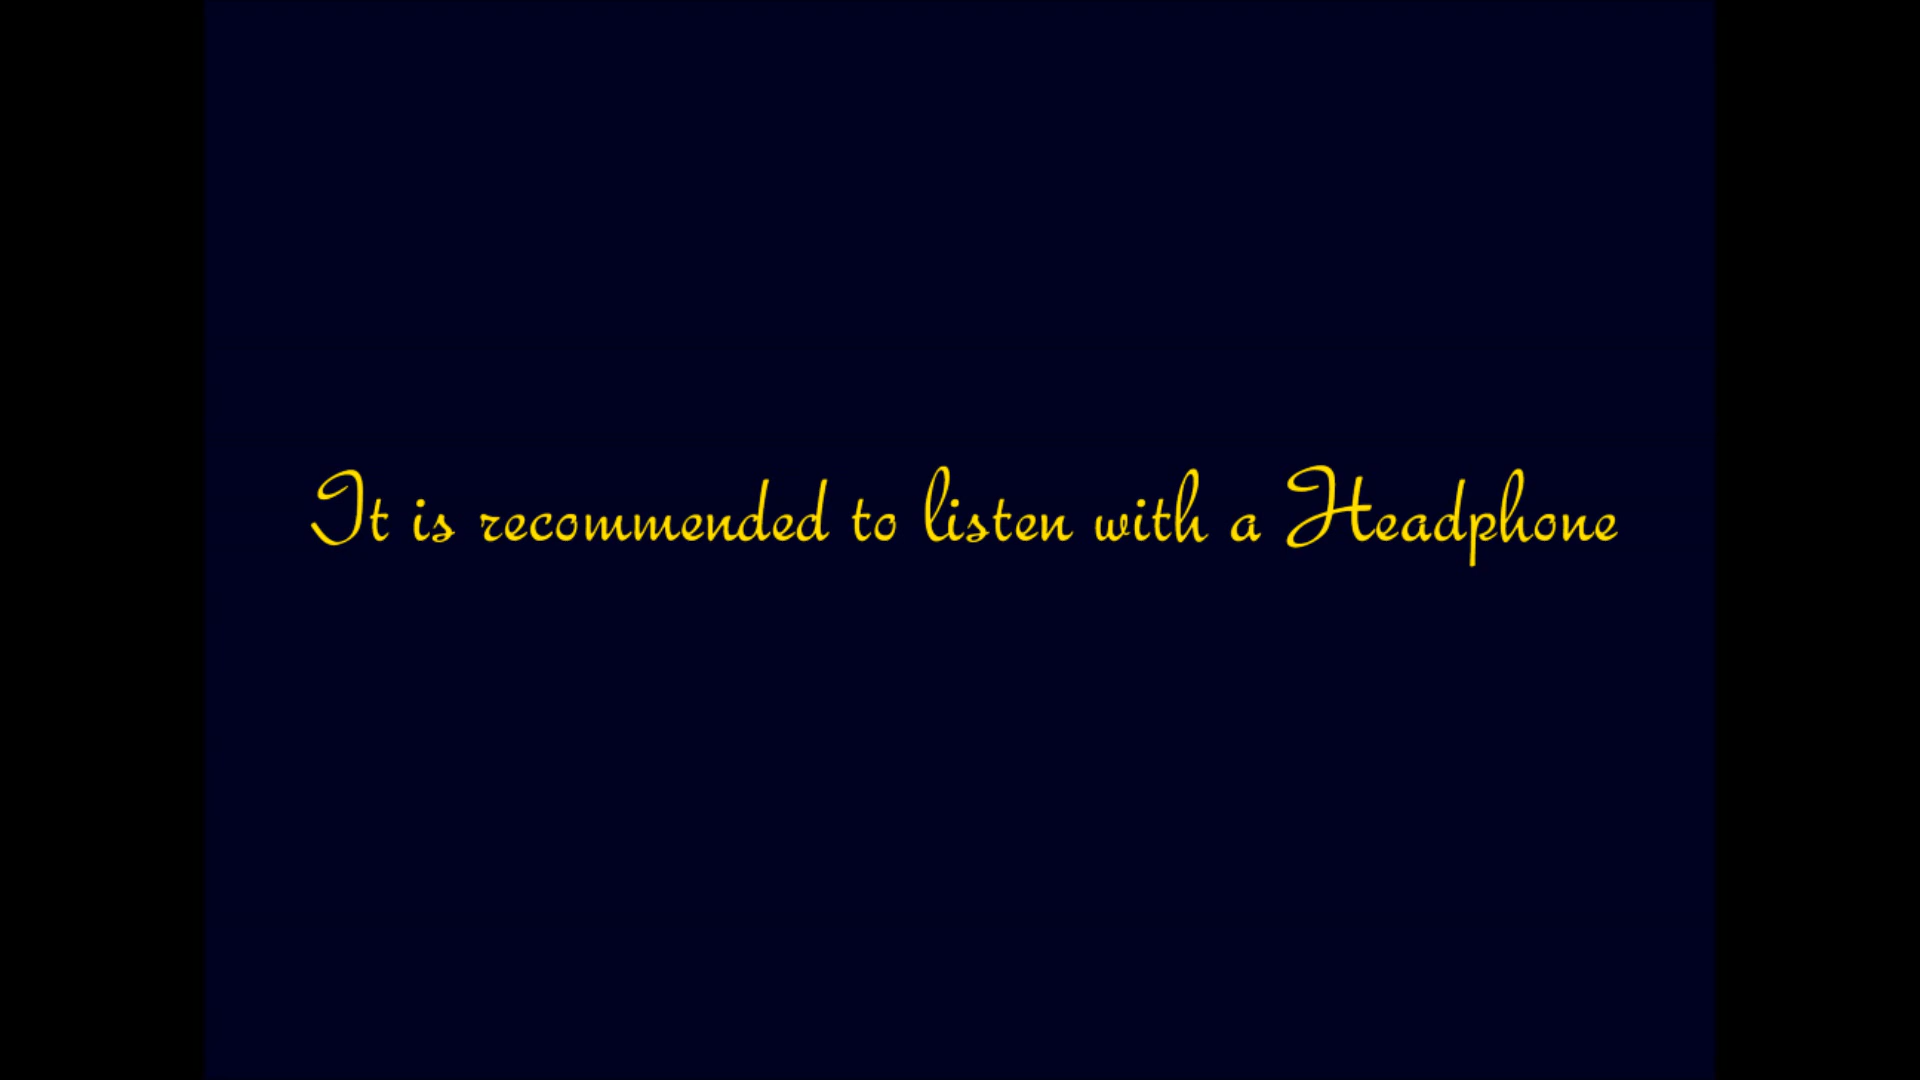 It is recommended to listen with a Headphone